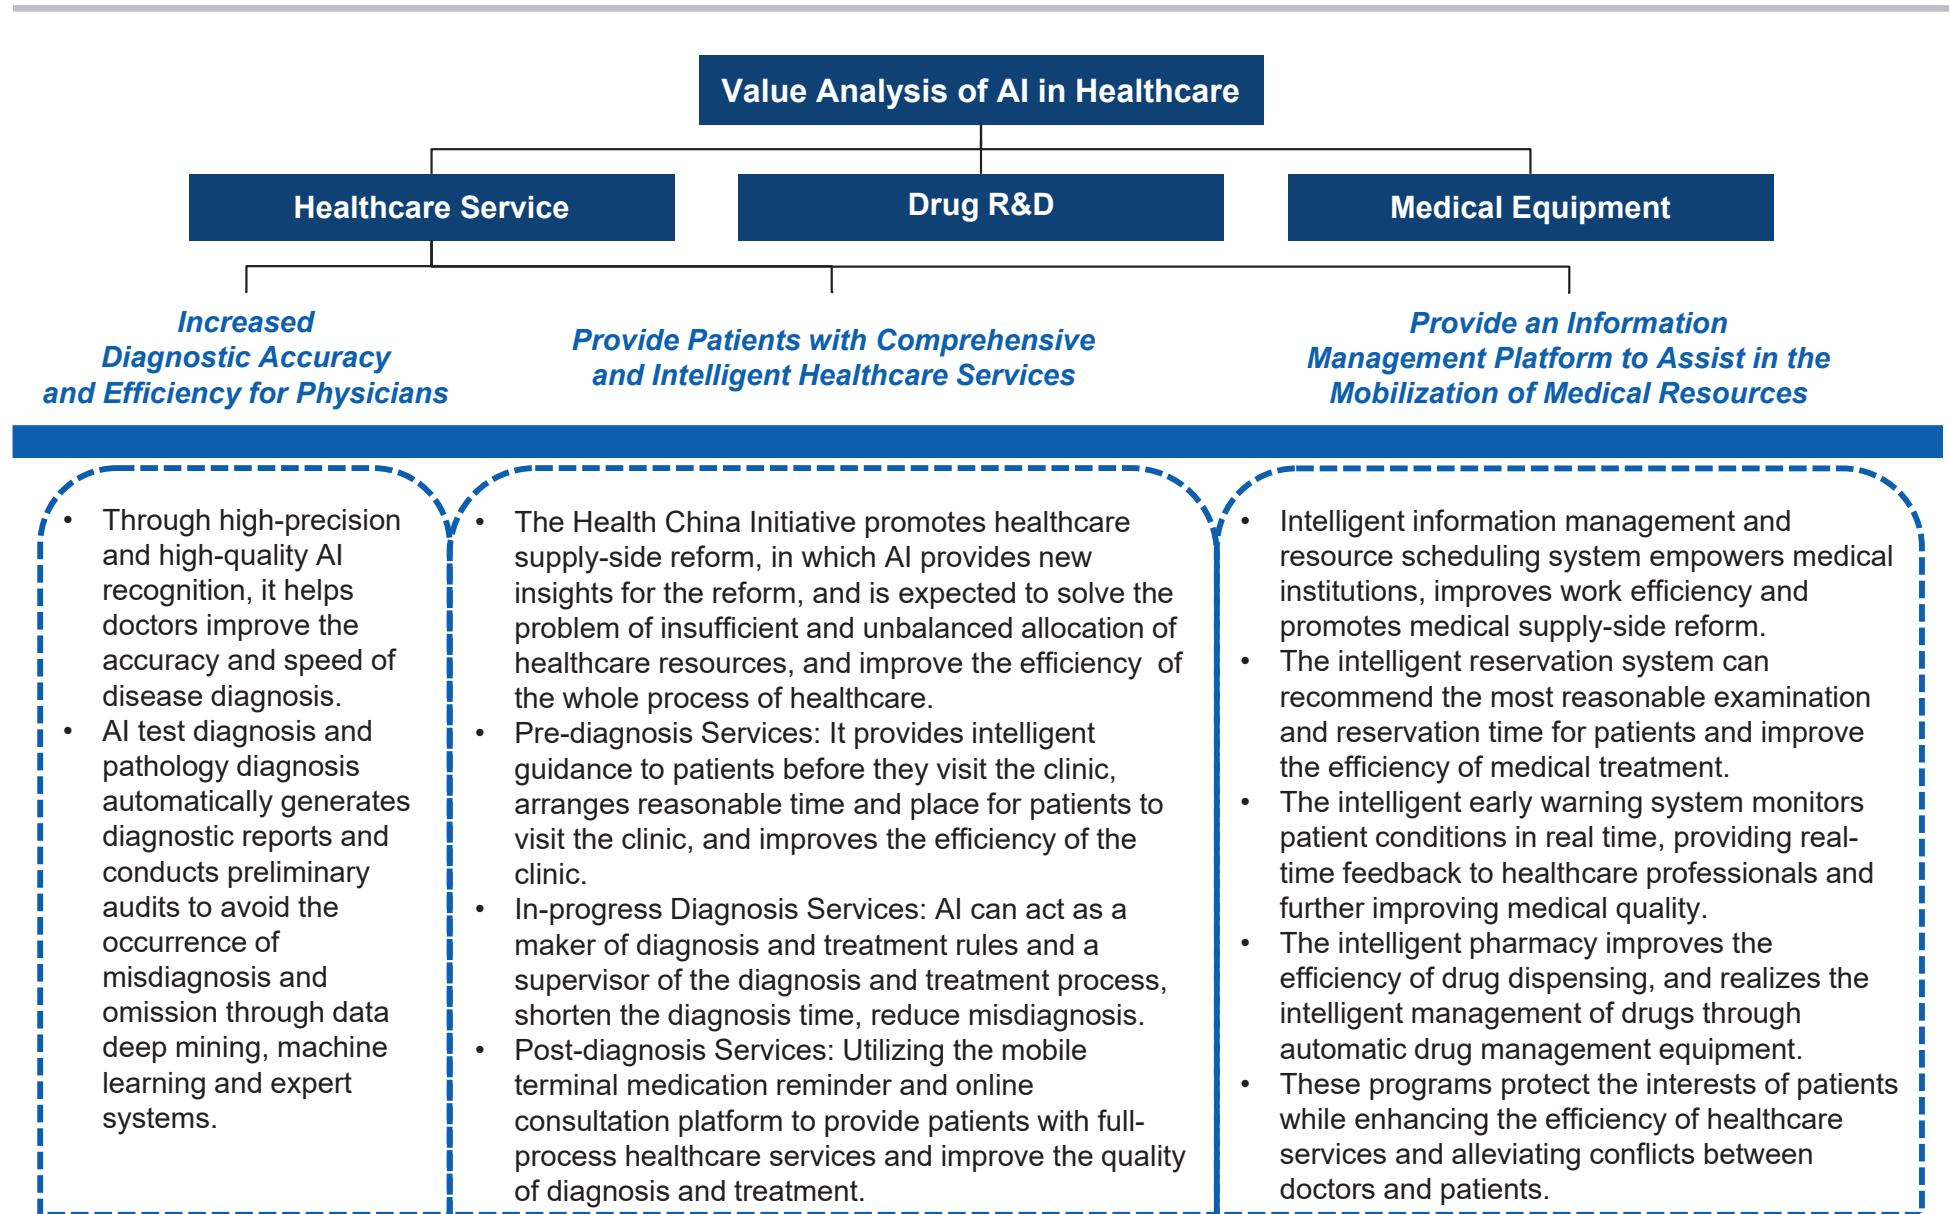 Value Analysis of AI in Healthcare
Healthcare Service
Drug R&D
Medical Equipment
Increased
Diagnostic Accuracy
and Efficiency for Physicians
Provide Patients with Comprehensive
and Intelligent Healthcare Services
Provide an Information
Management Platform to Assist in the
Mobilization of Medical Resources
• Through high-precision
and high-quality AI
recognition, it helps
doctors improve the
accuracy and speed of
disease diagnosis.
• AI test diagnosis and
pathology diagnosis
automatically generates
diagnostic reports and
conducts preliminary
audits to avoid the
occurrence of
misdiagnosis and
omission through data
deep mining, machine
learning and expert
systems.
• The Health China Initiative promotes healthcare
supply-side reform, in which AI provides new
insights for the reform, and is expected to solve the
problem of insufficient and unbalanced allocation of
healthcare resources, and improve the efficiency of
the whole process of healthcare.
• Pre-diagnosis Services: It provides intelligent
guidance to patients before they visit the clinic,
arranges reasonable time and place for patients to
visit the clinic, and improves the efficiency of the
clinic.
• In-progress Diagnosis Services: AI can act as a
maker of diagnosis and treatment rules and a
supervisor of the diagnosis and treatment process,
shorten the diagnosis time, reduce misdiagnosis.
• Post-diagnosis Services: Utilizing the mobile
terminal medication reminder and online
consultation platform to provide patients with full-
process healthcare services and improve the quality
of diagnosis and treatment.
• Intelligent information management and
resource scheduling system empowers medical
institutions, improves work efficiency and
promotes medical supply-side reform.
• The intelligent reservation system can
recommend the most reasonable examination
and reservation time for patients and improve
the efficiency of medical treatment.
• The intelligent early warning system monitors
patient conditions in real time, providing real-
time feedback to healthcare professionals and
further improving medical quality.
• The intelligent pharmacy improves the
efficiency of drug dispensing, and realizes the
intelligent management of drugs through
automatic drug management equipment.
• These programs protect the interests of patients
while enhancing the efficiency of healthcare
services and alleviating conflicts between
doctors and patients.